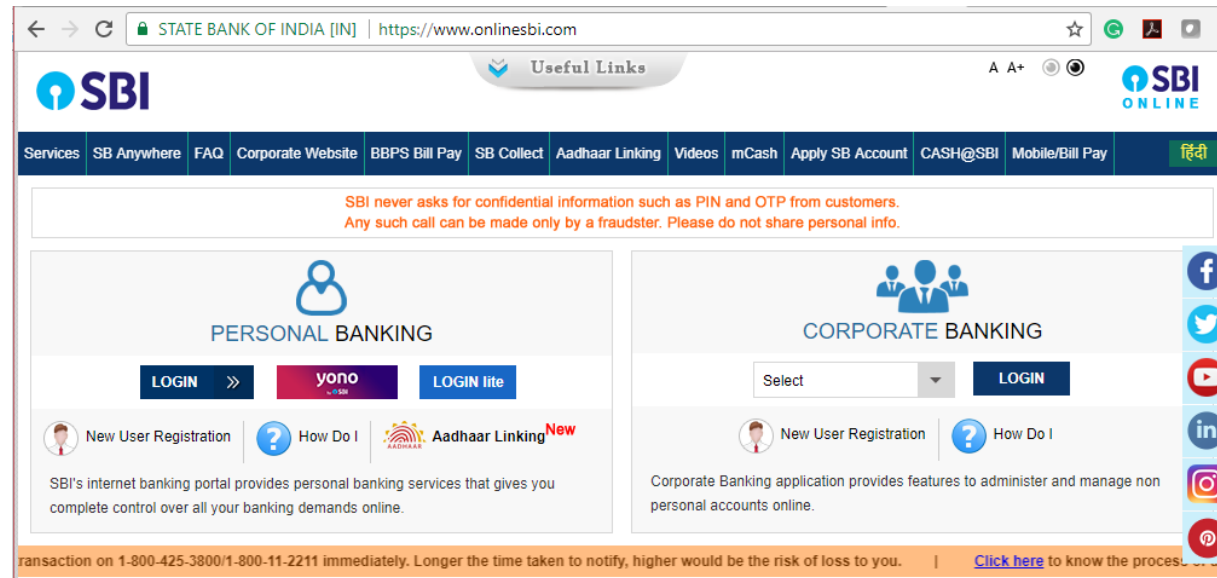 STATE BANK OF INDIA [IN] | https://www.onlinesbi.com
Useful Links
A A+
SBI
SBI
ONLINE
Services SB Anywhere FAQ Corporate Website BBPS Bill Pay SB Collect Aadhaar Linking Videos mCash Apply SB Account CASH@SBI Mobile/Bill Pay हिंदी
SBI never asks for confidential information such as PIN and OTP from customers.
Any such call can be made only by a fraudster. Please do not share personal info.
PERSONAL BANKING
LOGIN » yono LOGIN lite
by SBI
New User Registration ? How Do I AADHAAR Aadhaar Linking New
SBI's internet banking portal provides personal banking services that gives you
complete control over all your banking demands online.
CORPORATE BANKING
Select LOGIN
New User Registration ? How Do I
Corporate Banking application provides features to administer and manage non
personal accounts online.
ransaction on 1-800-425-3800/1-800-11-2211 immediately. Longer the time taken to notify, higher would be the risk of loss to you. | Click here to know the process